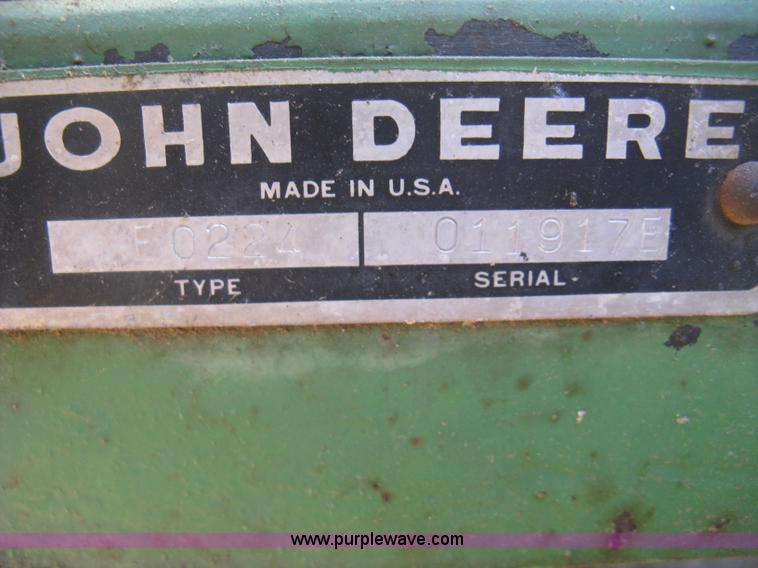 JOHN DEERE
MADE IN U.S.A.
F0224 011917E
TYPE SERIAL
www.purplewave.com